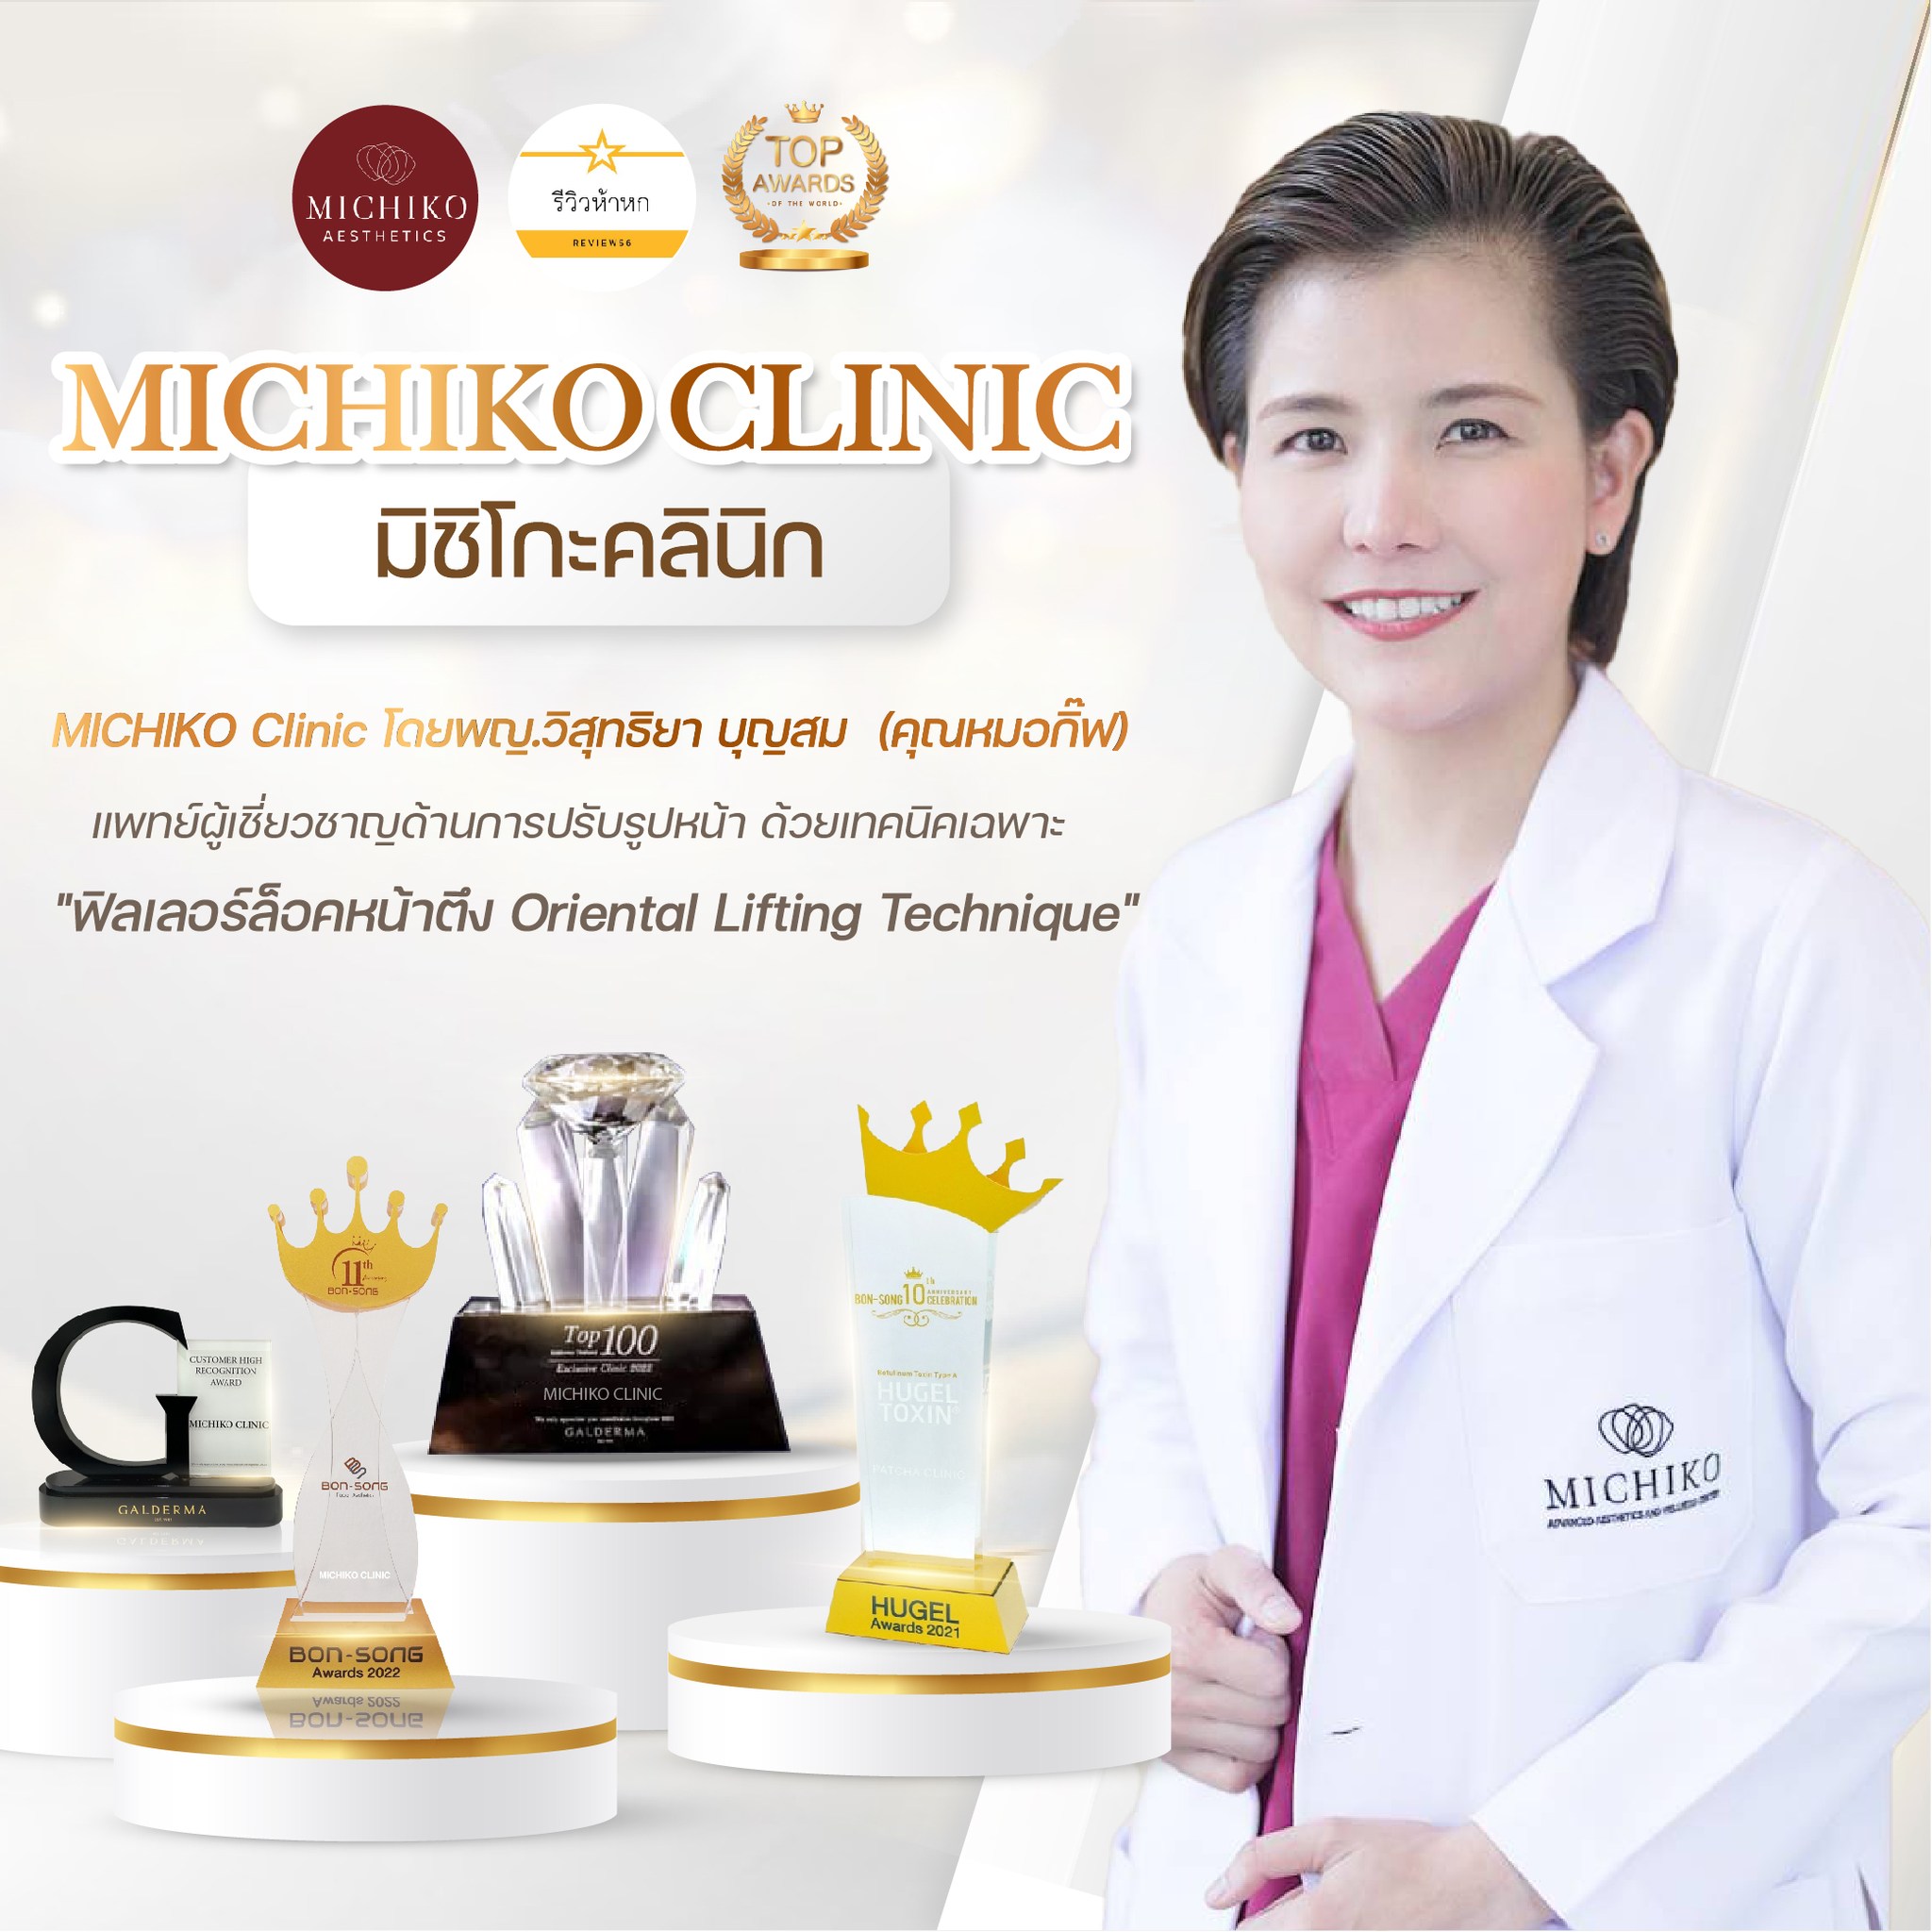 MICHIKO
AESTHETICS
รีวิวห้าหก
REVIEW56
TOP
AWARDS
OF THE WORLD
MICHIKO CLINIC
มิชิโกะคลินิก
MICHIKO Clinic โดยพญ.วิสุทธิยา บุญสม (คุณหมอกิ๊ฟ)
แพทย์ผู้เชี่ยวชาญด้านการปรับรูปหน้า ด้วยเทคนิคเฉพาะ
"ฟิลเลอร์ล็อคหน้าตึง Oriental Lifting Technique"
CUSTOMER HIGH
RECOGNITION
AWARD
MICHIKO CLINIC
GALDERMA
11th
BON-SONG
BON-SONG
MICHIKO CLINIC
BON-SONG
Awards 2022
Top 100
Exclusive Clinic 2022
MICHIKO CLINIC
GALDERMA
BON-SONG 10th ANNIVERSARY CELEBRATION
Botulinum Toxin Type A
HUGEL
TOXIN
PATCHA CLINIC
HUGEL
Awards 2021
MICHIKO
ADVANCED AESTHETICS AND WELLNESS CENTER